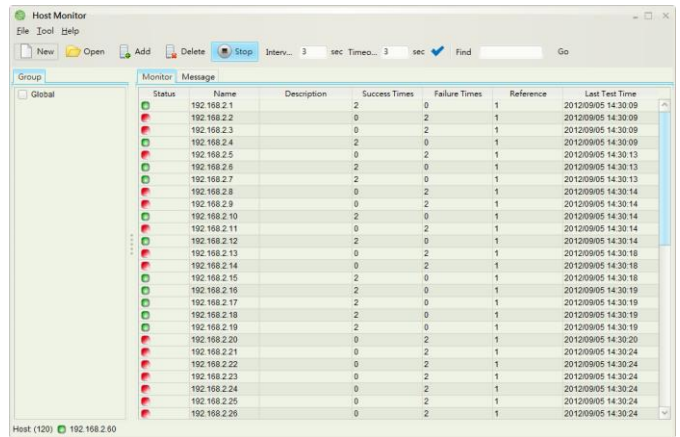 Host Monitor
File Tool Help
New Open Add Delete Stop Interv... 3 sec Timeo... 3 sec Find Go
Group Monitor Message
Global Status Name Description Success Times Failure Times Reference Last Test Time
192.168.2.1 2 0 1 2012/09/05 14:30:09
192.168.2.2 0 2 1 2012/09/05 14:30:09
192.168.2.3 0 2 1 2012/09/05 14:30:09
192.168.2.4 2 0 1 2012/09/05 14:30:09
192.168.2.5 0 2 1 2012/09/05 14:30:13
192.168.2.6 2 0 1 2012/09/05 14:30:13
192.168.2.7 2 0 1 2012/09/05 14:30:13
192.168.2.8 0 2 1 2012/09/05 14:30:14
192.168.2.9 0 2 1 2012/09/05 14:30:14
192.168.2.10 2 0 1 2012/09/05 14:30:14
192.168.2.11 0 2 1 2012/09/05 14:30:14
192.168.2.12 2 0 1 2012/09/05 14:30:14
192.168.2.13 0 2 1 2012/09/05 14:30:18
192.168.2.14 0 2 1 2012/09/05 14:30:18
192.168.2.15 2 0 1 2012/09/05 14:30:18
192.168.2.16 2 0 1 2012/09/05 14:30:19
192.168.2.17 2 0 1 2012/09/05 14:30:19
192.168.2.18 2 0 1 2012/09/05 14:30:19
192.168.2.19 2 0 1 2012/09/05 14:30:19
192.168.2.20 0 2 1 2012/09/05 14:30:20
192.168.2.21 0 2 1 2012/09/05 14:30:24
192.168.2.22 0 2 1 2012/09/05 14:30:24
192.168.2.23 0 2 1 2012/09/05 14:30:24
192.168.2.24 0 2 1 2012/09/05 14:30:24
192.168.2.25 0 2 1 2012/09/05 14:30:24
192.168.2.26 0 2 1 2012/09/05 14:30:24
Host: (120) 192.168.2.60